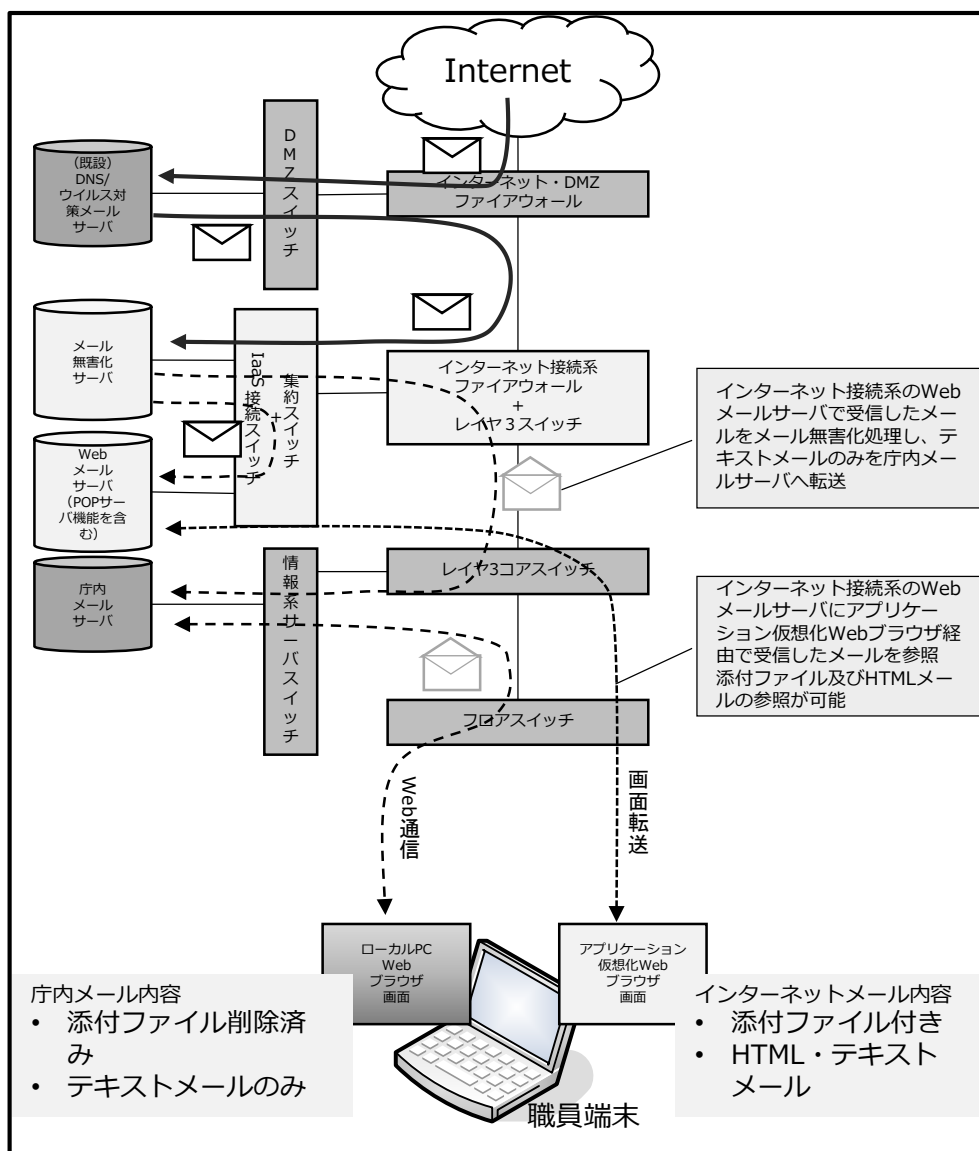 Internet
DMZスイッチ
(既設)
DNS/
ウイルス対
策メール
サーバ
インターネット・DMZ
ファイアウォール
メール
無害化
サーバ
IaaS接続スイッチ
+
集約スイッチ
インターネット接続系
ファイアウォール
+
レイヤ３スイッチ
インターネット接続系のWeb
メールサーバで受信したメー
ルをメール無害化処理し、テ
キストメールのみを庁内メー
ルサーバへ転送
Web
メール
サーバ
(POPサー
バ機能を含
む)
情報系サーバスイッチ
レイヤ3コアスイッチ
庁内
メール
サーバ
インターネット接続系のWeb
メールサーバにアプリケー
ション仮想化Webブラウザ経
由で受信したメールを参照
添付ファイル及びHTMLメー
ルの参照が可能
フロアスイッチ
Web通信
画面転送
ローカルPC
Web
ブラウザ
画面
アプリケーション
仮想化Web
ブラウザ
画面
庁内メール内容
• 添付ファイル削除済
み
• テキストメールのみ
インターネットメール内容
• 添付ファイル付き
• HTML・テキスト
メール
職員端末